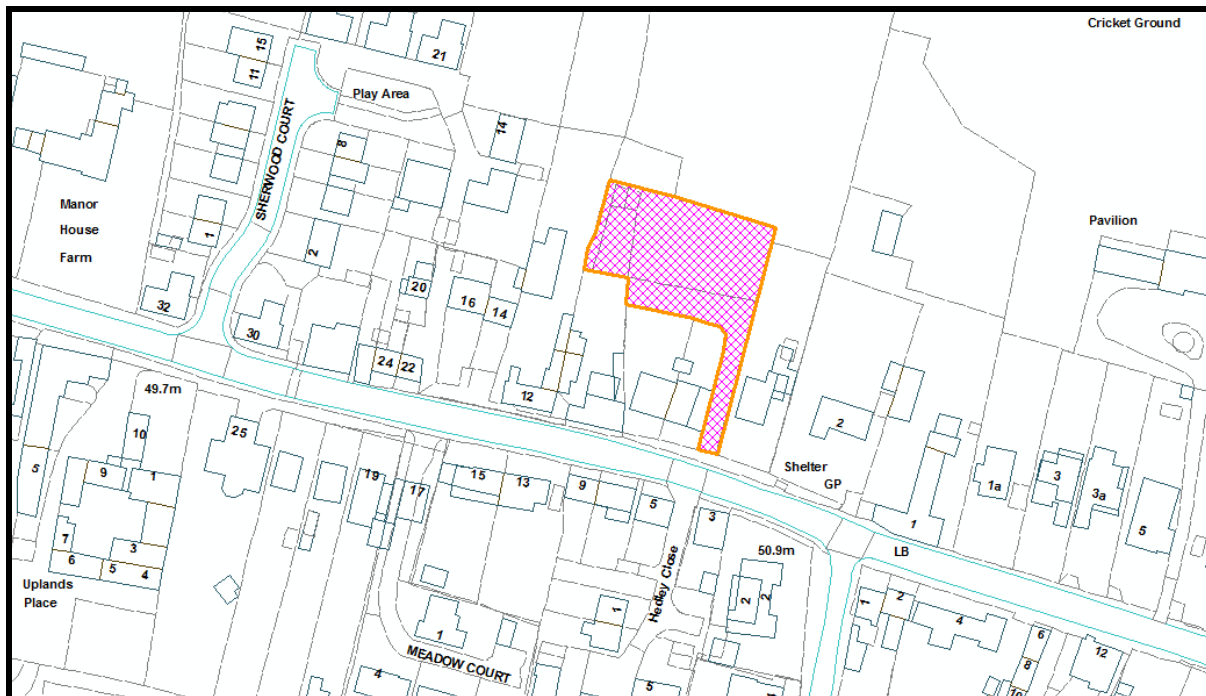 Cricket Ground
15
11
21
Play Area
14
SHERWOOD COURT
8
Manor
House
Farm
1
2
Pavilion
32
30
20
16
14
24
22
12
49.7m
2
Shelter
GP
1a
3
3a
5
1
LB
25
10
9
1
5
7
6
3
5
4
Uplands
Place
19
17
15
13
9
5
3
50.9m
Hedley Close
2
2
1
1
MEADOW COURT
4
5
1
2
4
6
8
10
12